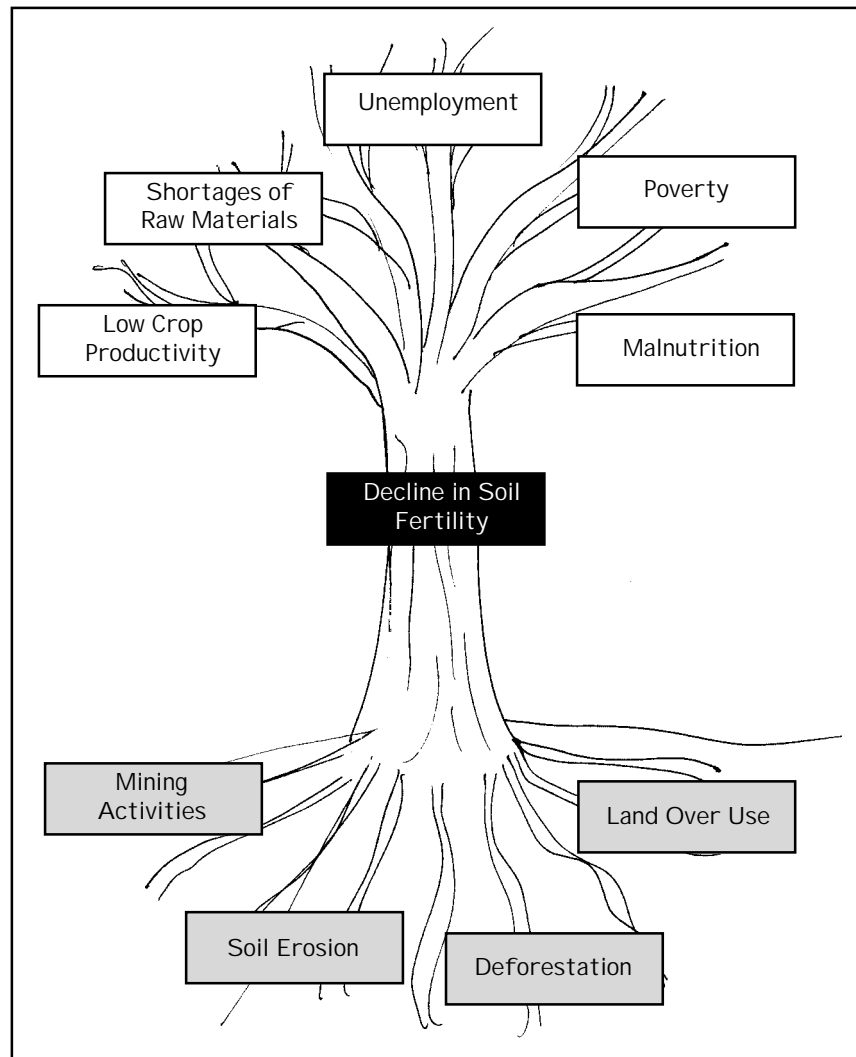 Unemployment
Shortages of
Raw Materials
Poverty
Low Crop
Productivity
Malnutrition
Decline in Soil
Fertility
Mining
Activities
Land Over Use
Soil Erosion
Deforestation